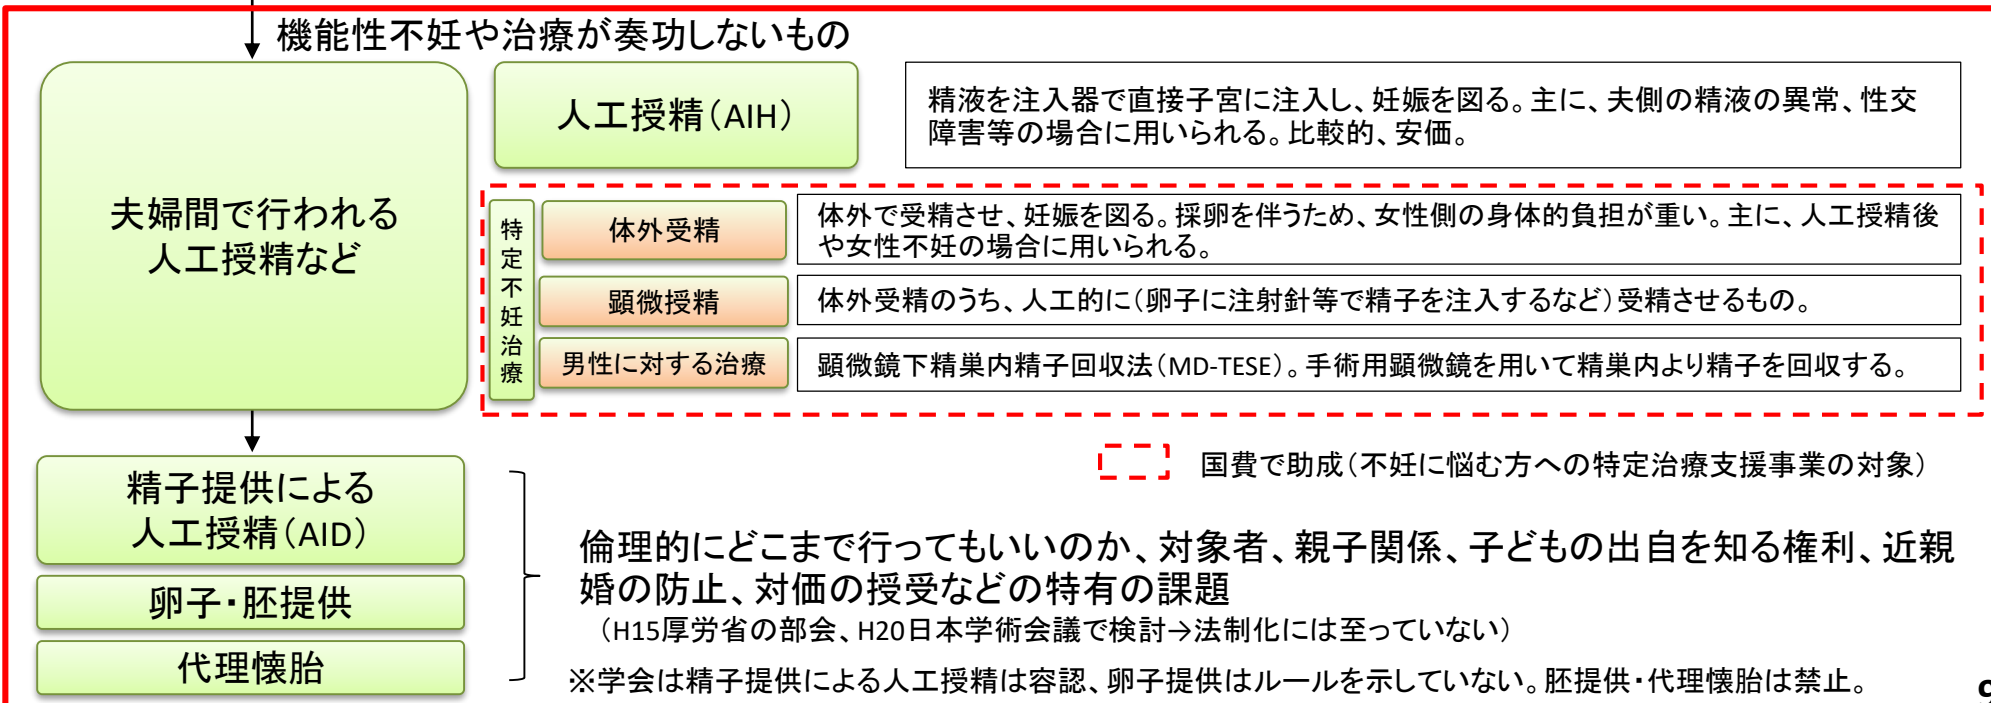 機能性不妊や治療が奏功しないもの
夫婦間で行われる
人工授精など
人工授精(AIH)
精液を注入器で直接子宮に注入し、妊娠を図る。主に、夫側の精液の異常、性交
障害等の場合に用いられる。比較的、安価。
特定不妊治療
体外受精
体外で受精させ、妊娠を図る。採卵を伴うため、女性側の身体的負担が重い。主に、人工授精後
や女性不妊の場合に用いられる。
顕微授精
体外受精のうち、人工的に(卵子に注射針等で精子を注入するなど)受精させるもの。
男性に対する治療
顕微鏡下精巣内精子回収法(MD-TESE)。手術用顕微鏡を用いて精巣内より精子を回収する。
国費で助成(不妊に悩む方への特定治療支援事業の対象)
精子提供による
人工授精(AID)
卵子・胚提供
代理懐胎
倫理的にどこまで行ってもいいのか、対象者、親子関係、子どもの出自を知る権利、近親
婚の防止、対価の授受などの特有の課題
(H15厚労省の部会、H20日本学術会議で検討→法制化には至っていない)
※学会は精子提供による人工授精は容認、卵子提供はルールを示していない。胚提供・代理懐胎は禁止。